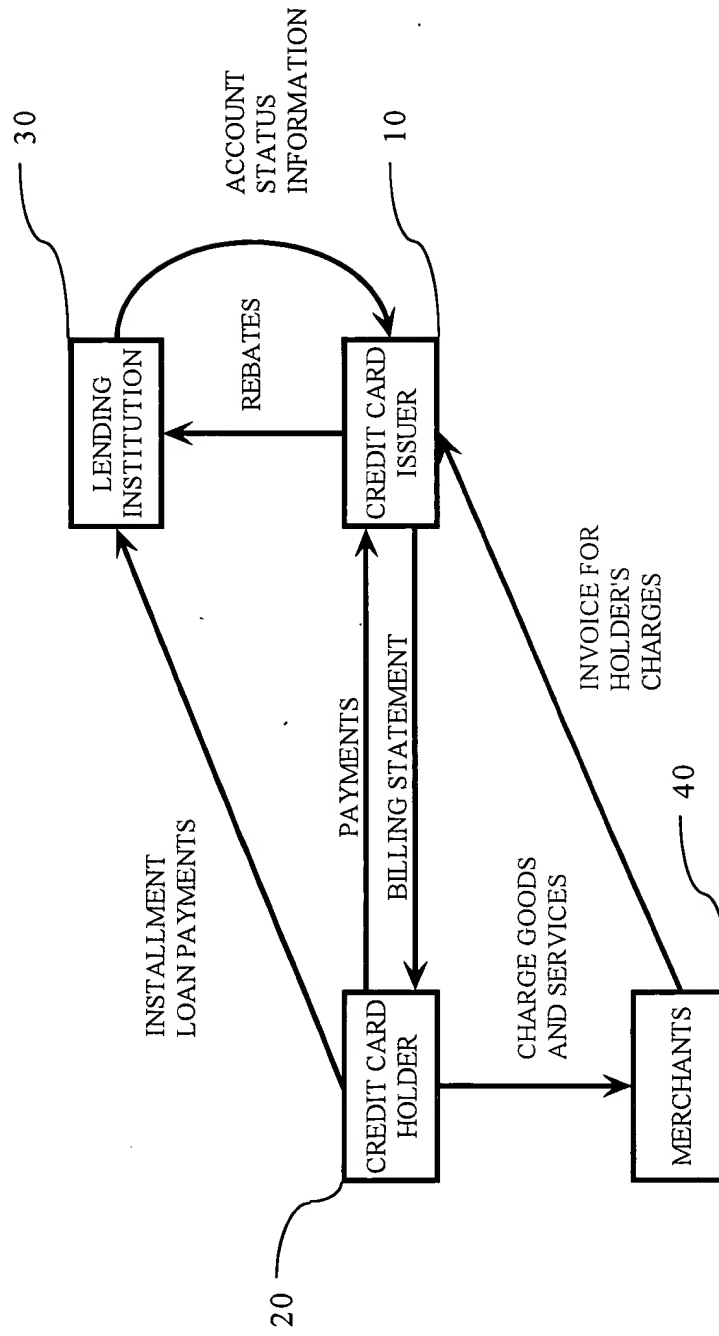 30
LENDING
INSTITUTION
ACCOUNT
STATUS
INFORMATION
REBATES
INSTALLMENT
LOAN PAYMENTS
10
CREDIT CARD
ISSUER
PAYMENTS
BILLING STATEMENT
20
CREDIT CARD
HOLDER
CHARGE GOODS
AND SERVICES
INVOICE FOR
HOLDER'S
CHARGES
MERCHANTS
40